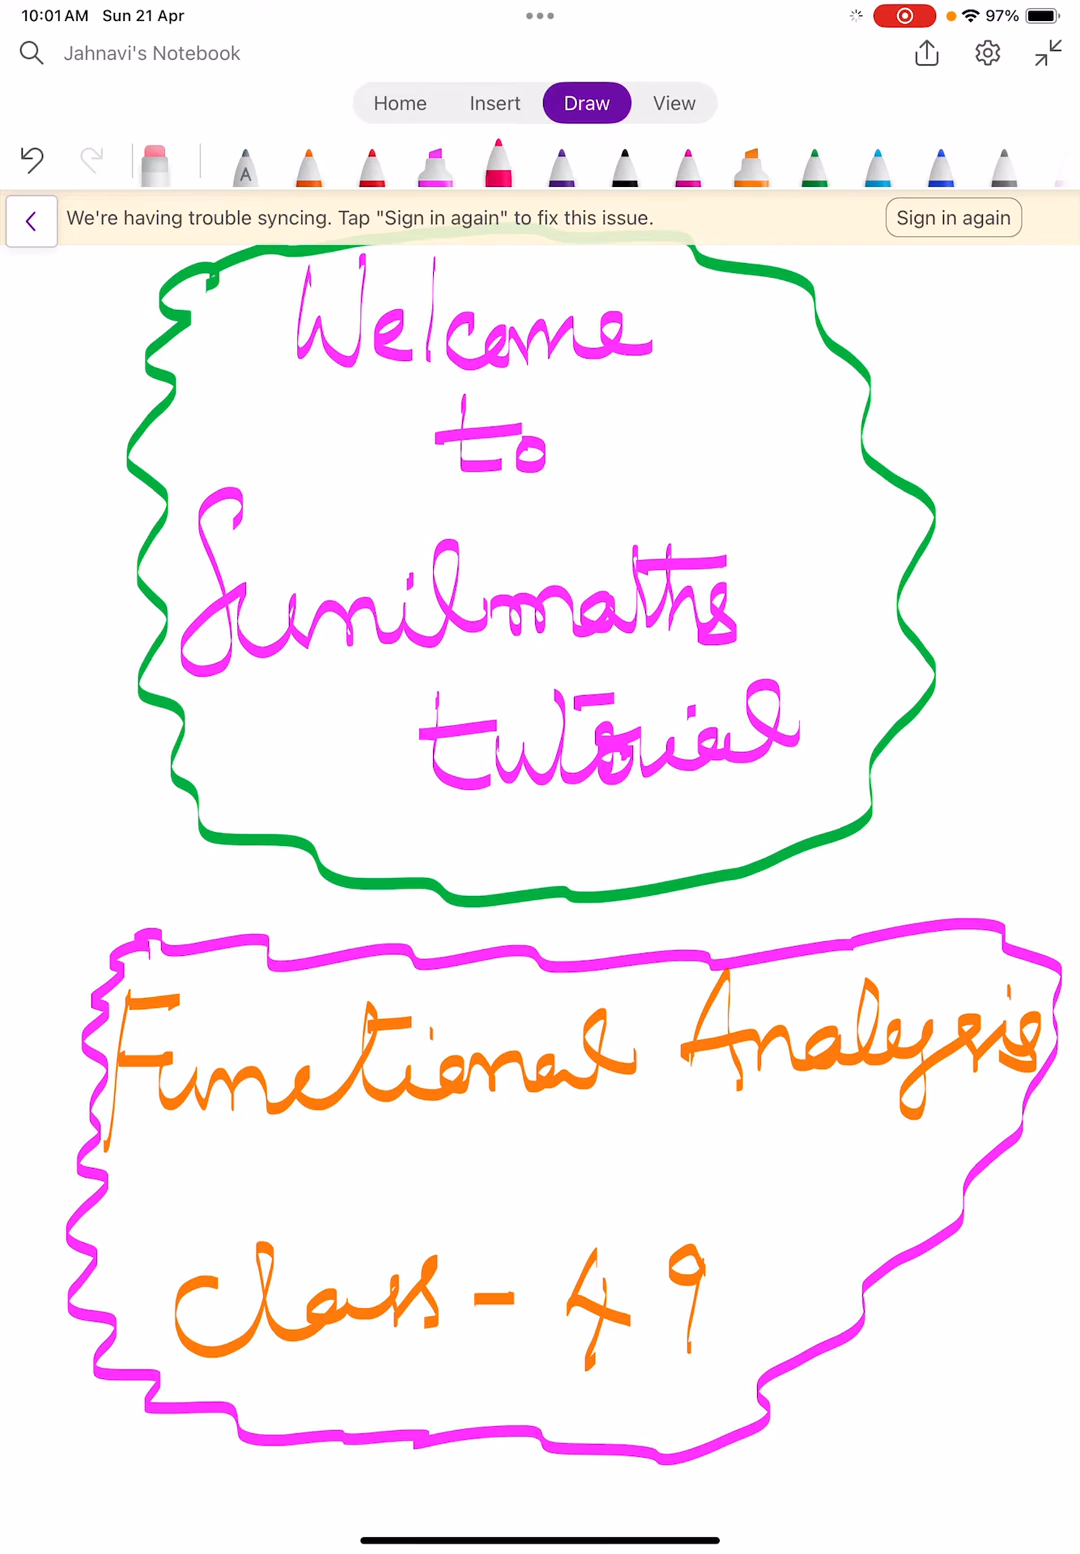 10:01 AM Sun 21 Apr
97%
Jahnavi's Notebook
Home Insert Draw View
A
We're having trouble syncing. Tap "Sign in again" to fix this issue.
Sign in again
Welcome
to
Sunilmaths
tutorial
Functional Analysis
Class - 49